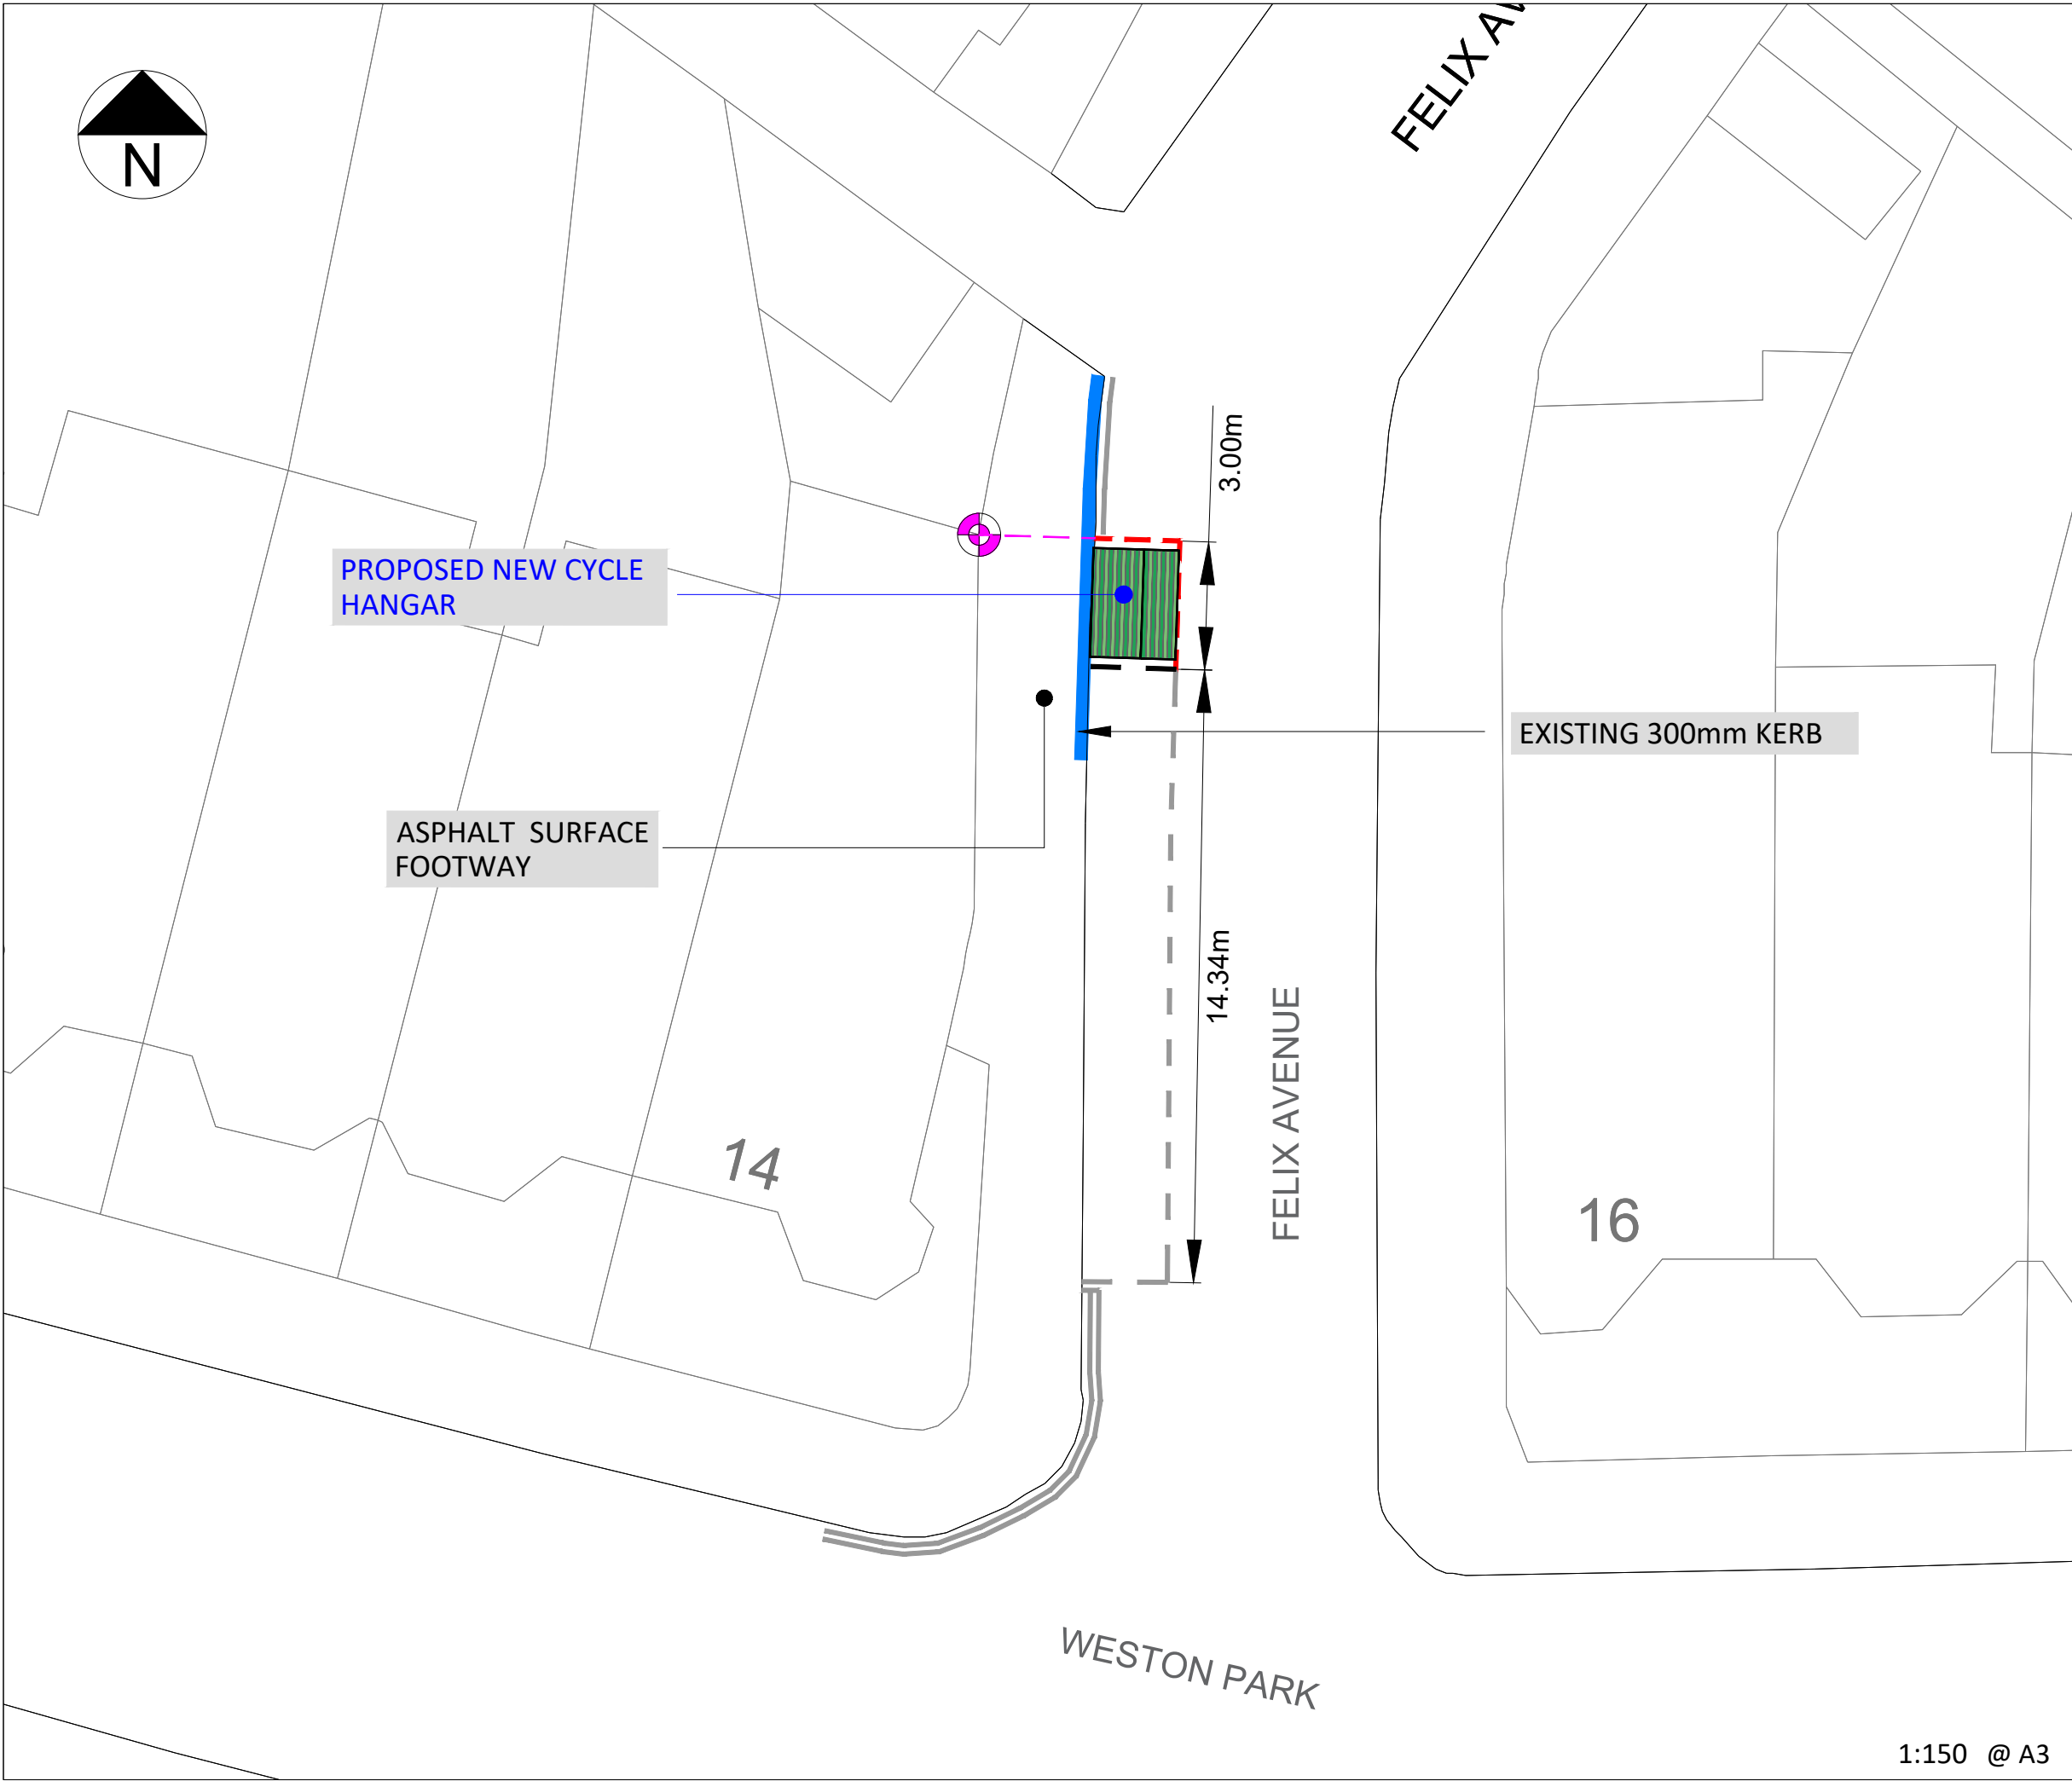 FELIX AV
N
3.00m
PROPOSED NEW CYCLE
HANGAR
EXISTING 300mm KERB
ASPHALT SURFACE
FOOTWAY
14.34m
FELIX AVENUE
14
16
WESTON PARK
1:150 @ A3